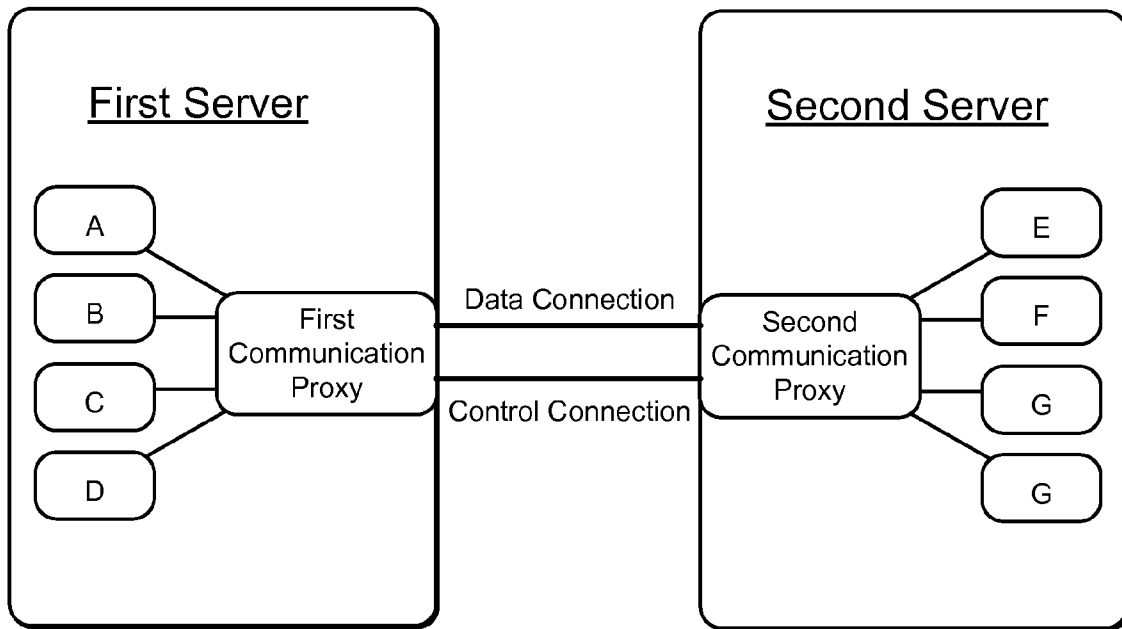 First Server
A
B
C
D
First
Communication
Proxy
Data Connection
Control Connection
Second Server
Second
Communication
Proxy
E
F
G
G